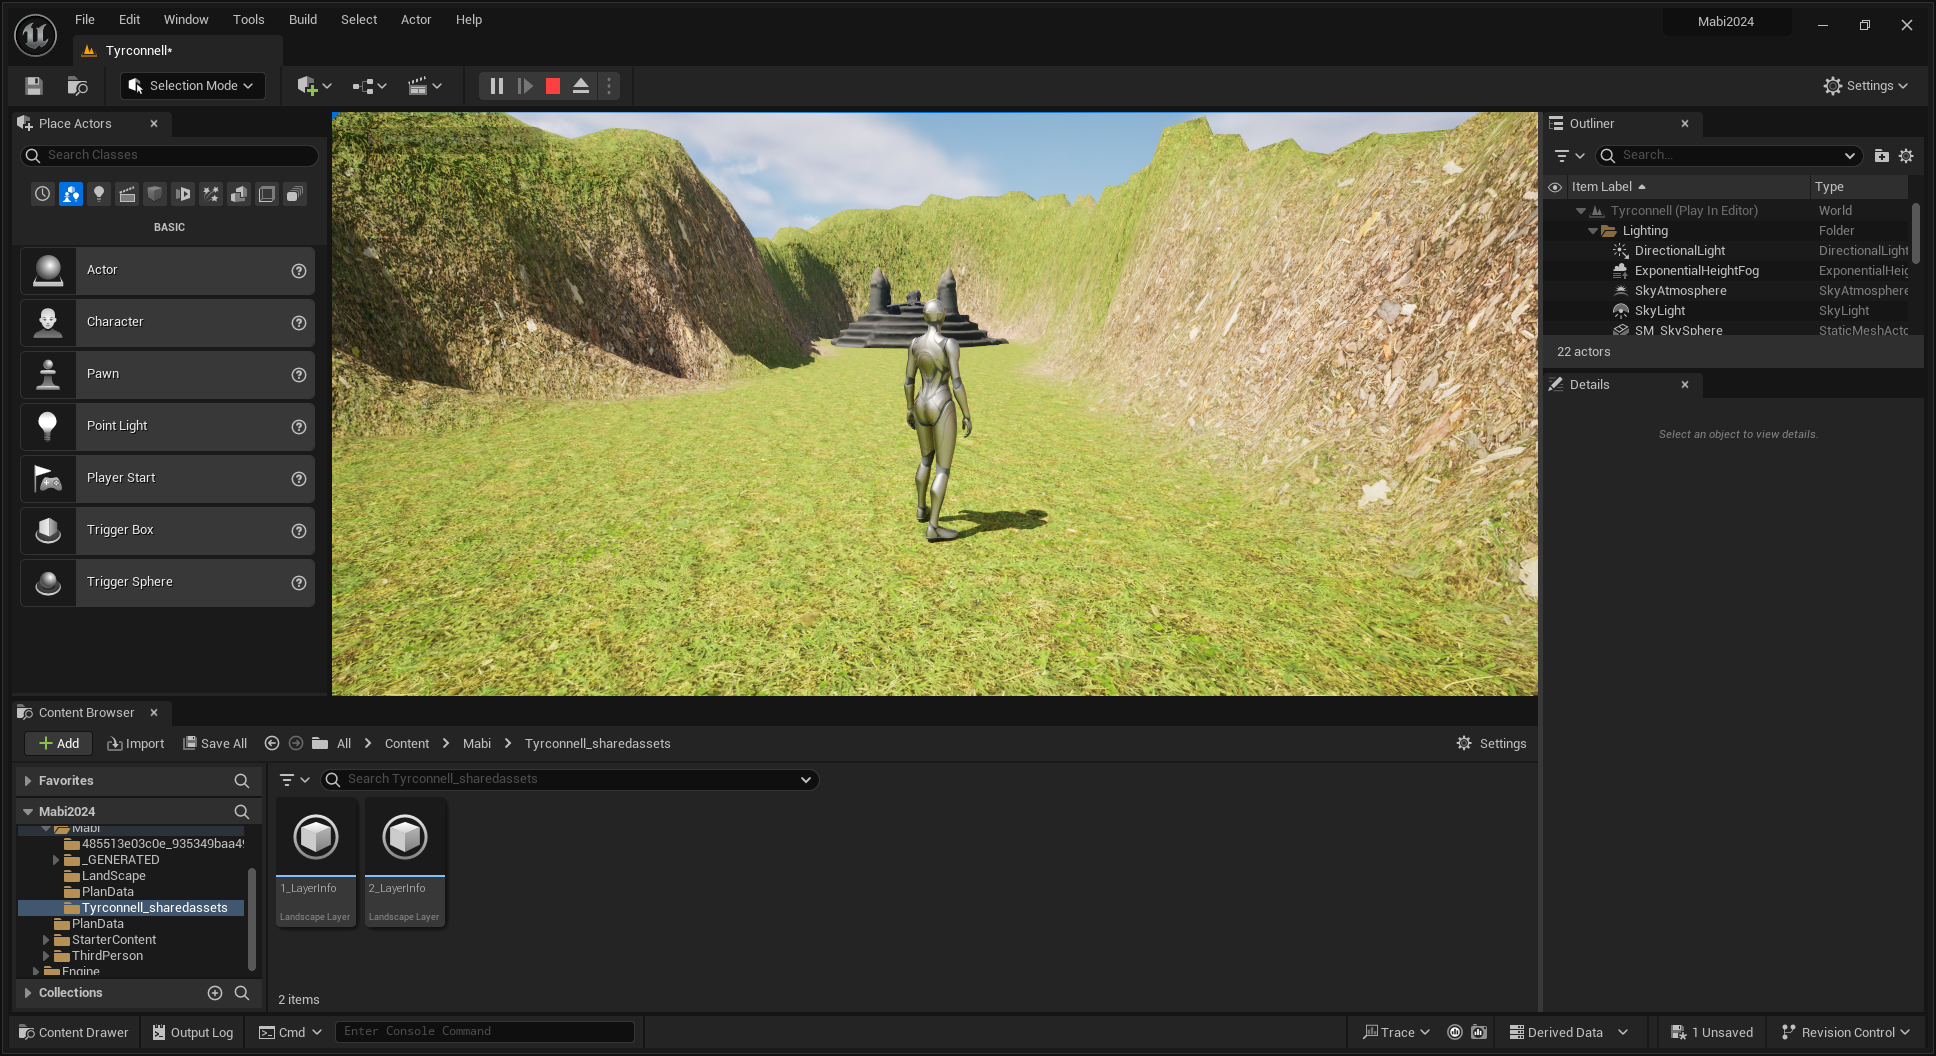 File Edit Window Tools Build Select Actor Help
Mabi2024
Tyrconnell*
Selection Mode
Settings
Place Actors
Search Classes
BASIC
Actor
Character
Pawn
Point Light
Player Start
Trigger Box
Trigger Sphere
Outliner
Search...
Item Label Type
Tyrconnell (Play In Editor) World
Lighting Folder
DirectionalLight DirectionalLight
ExponentialHeightFog ExponentialHeig
SkyAtmosphere SkyAtmosphere
SkyLight SkyLight
SM_SkySphere StaticMeshActo
22 actors
Details
Select an object to view details.
Content Browser
Add Import Save All All Content Mabi Tyrconnell_sharedassets Settings
Favorites
Mabi2024
Mabi
485513e03c0e_935349baa49
_GENERATED
LandScape
PlanData
Tyrconnell_sharedassets
PlanData
StarterContent
ThirdPerson
Engine
Collections
Search Tyrconnell_sharedassets
1_LayerInfo
Landscape Layer
2_LayerInfo
Landscape Layer
2 items
Content Drawer Output Log Cmd Enter Console Command Trace Derived Data 1 Unsaved Revision Control